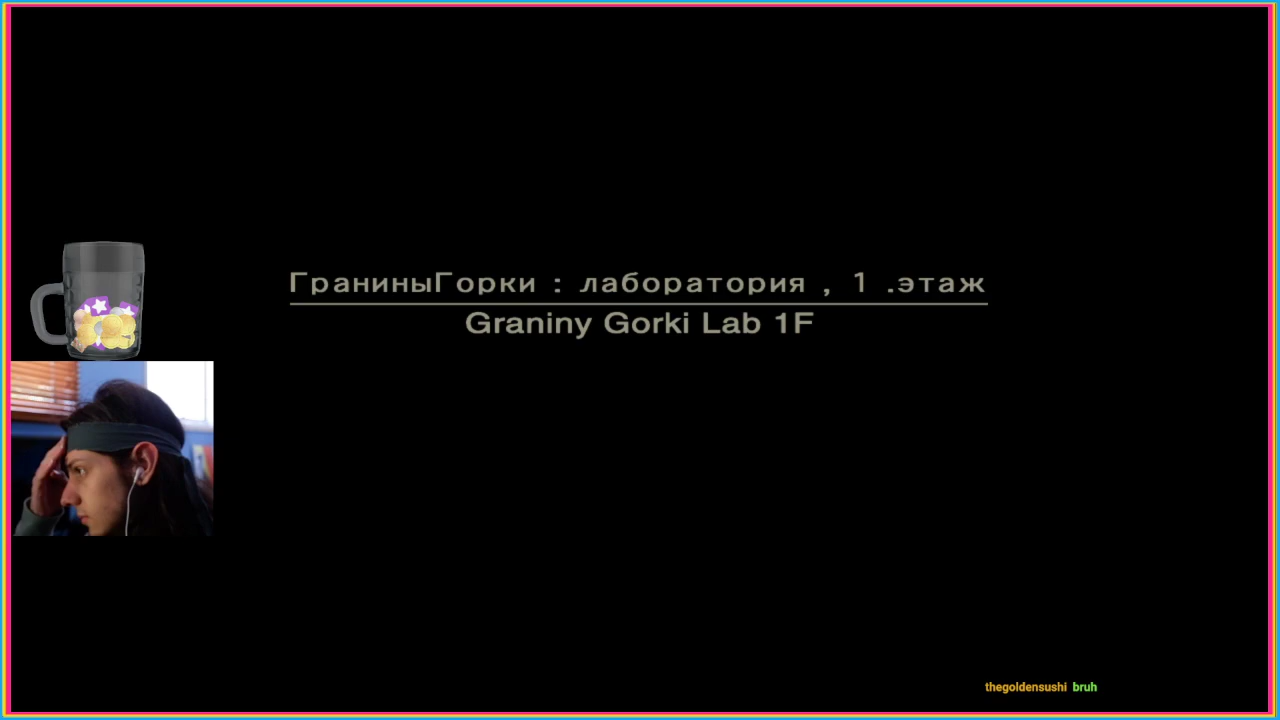 ГраниныГорки : лаборатория , 1 .этаж
Graniny Gorki Lab 1F
thegoldensushi bruh